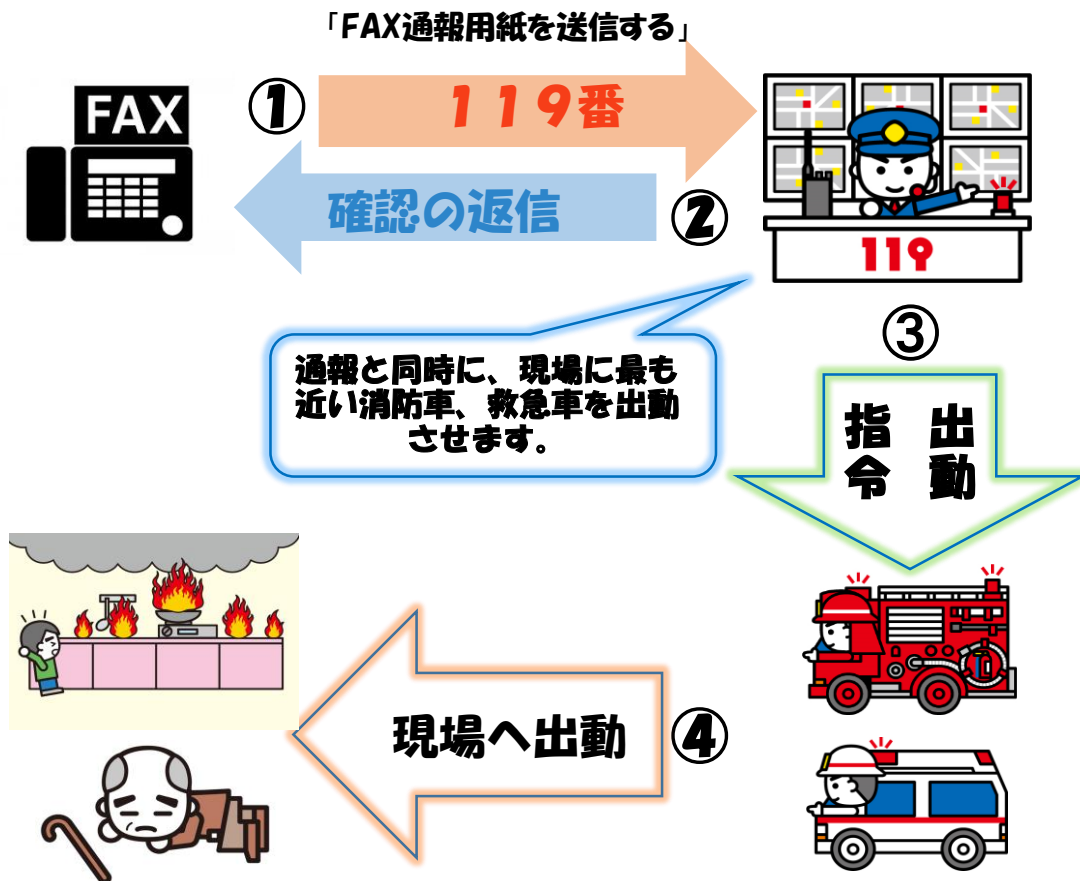 「FAX通報用紙を送信する」
FAX
①
119番
確認の返信
②
119
通報と同時に、現場に最も
近い消防車、救急車を出動
させます。
③
指　出
令　動
現場へ出動
④